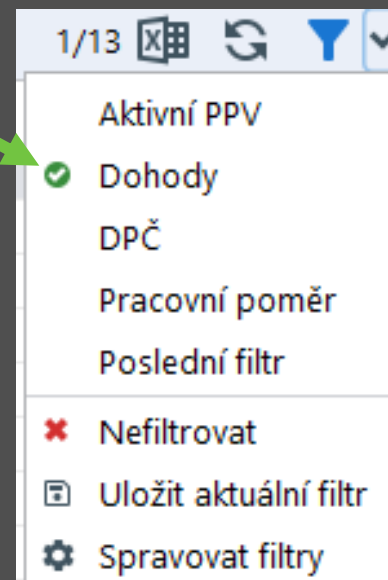 1/13
Aktivní PPV
Dohody
DPČ
Pracovní poměr
Poslední filtr
Nefiltrovat
Uložit aktuální filtr
Spravovat filtry